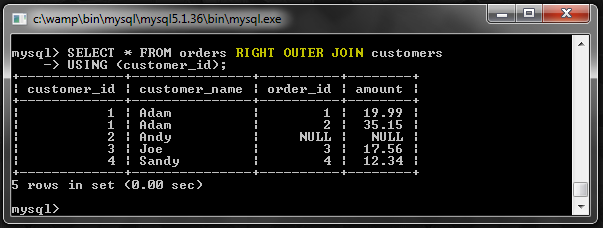 c:\wamp\bin\mysql\mysql5.1.36\bin\mysql.exe
mysql> SELECT * FROM orders RIGHT OUTER JOIN customers
    -> USING (customer_id);
+-------------+---------------+----------+--------+
| customer_id | customer_name | order_id | amount |
+-------------+---------------+----------+--------+
|           1 | Adam          |        1 |  19.99 |
|           1 | Adam          |        2 |  35.15 |
|           2 | Andy          |     NULL |   NULL |
|           3 | Joe           |        3 |  17.56 |
|           4 | Sandy         |        4 |  12.34 |
+-------------+---------------+----------+--------+
5 rows in set (0.00 sec)
mysql>